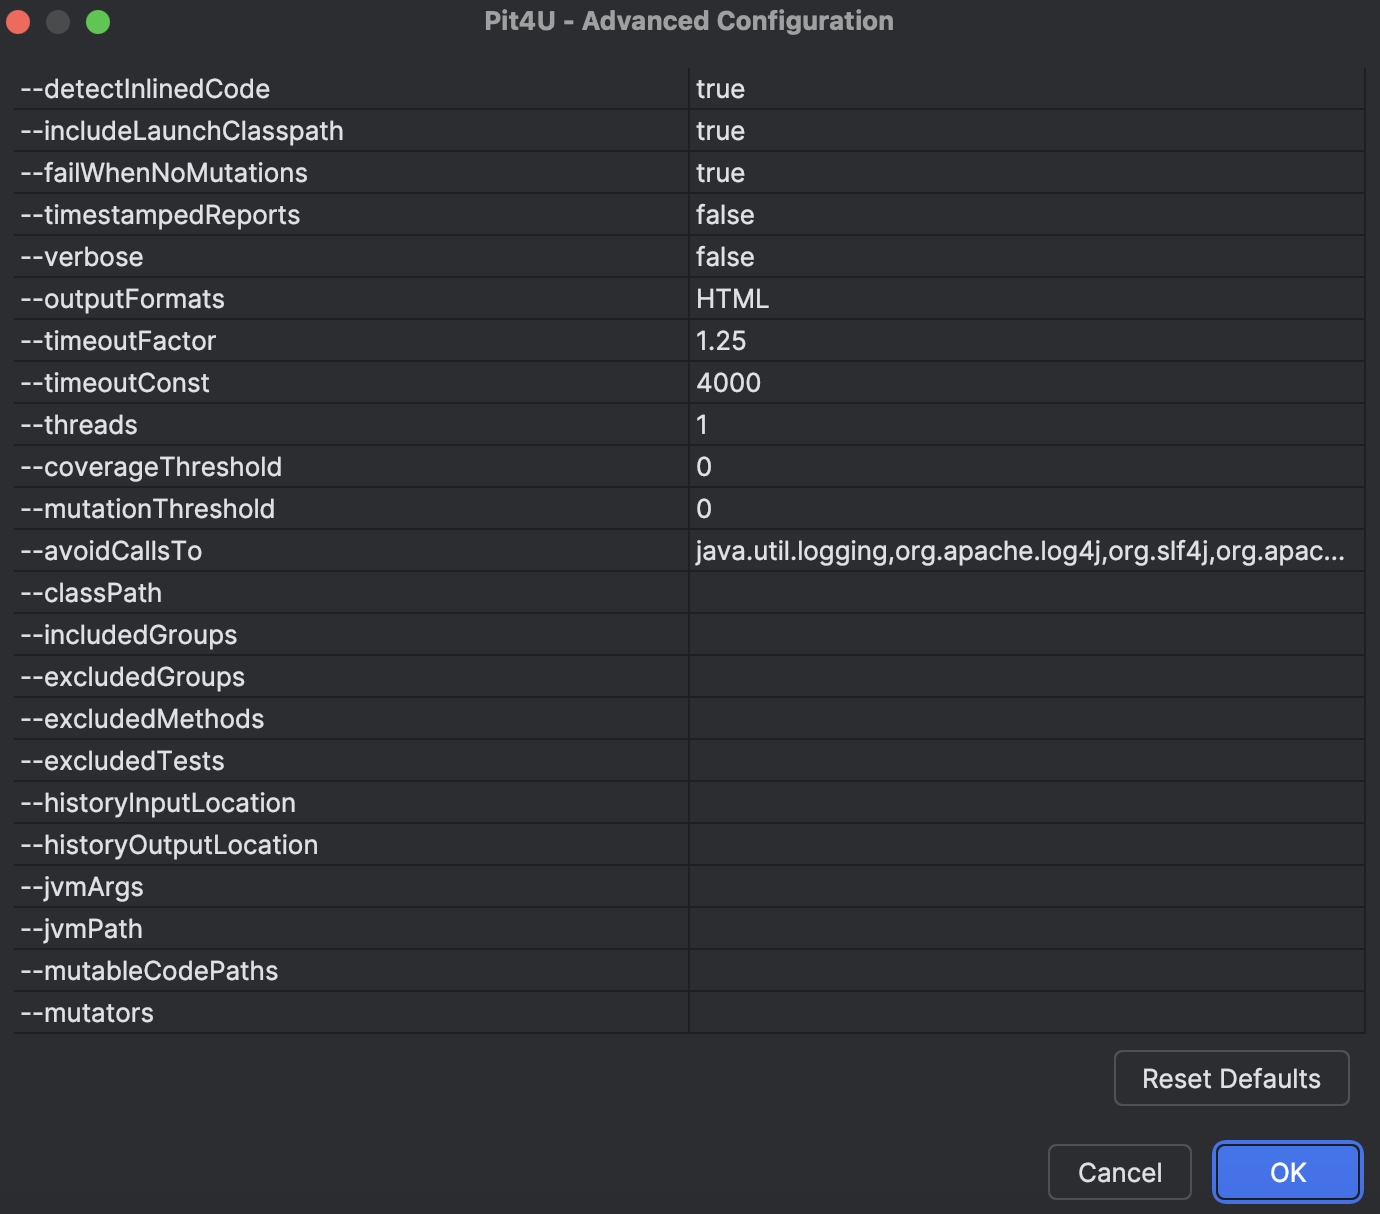 Pit4U - Advanced Configuration
--detectInlinedCode true
--includeLaunchClasspath true
--failWhenNoMutations true
--timestampedReports false
--verbose false
--outputFormats HTML
--timeoutFactor 1.25
--timeoutConst 4000
--threads 1
--coverageThreshold 0
--mutationThreshold 0
--avoidCallsTo java.util.logging,org.apache.log4j,org.slf4j,org.apac...
--classPath
--includedGroups
--excludedGroups
--excludedMethods
--excludedTests
--historyInputLocation
--historyOutputLocation
--jvmArgs
--jvmPath
--mutableCodePaths
--mutators
Reset Defaults
Cancel OK